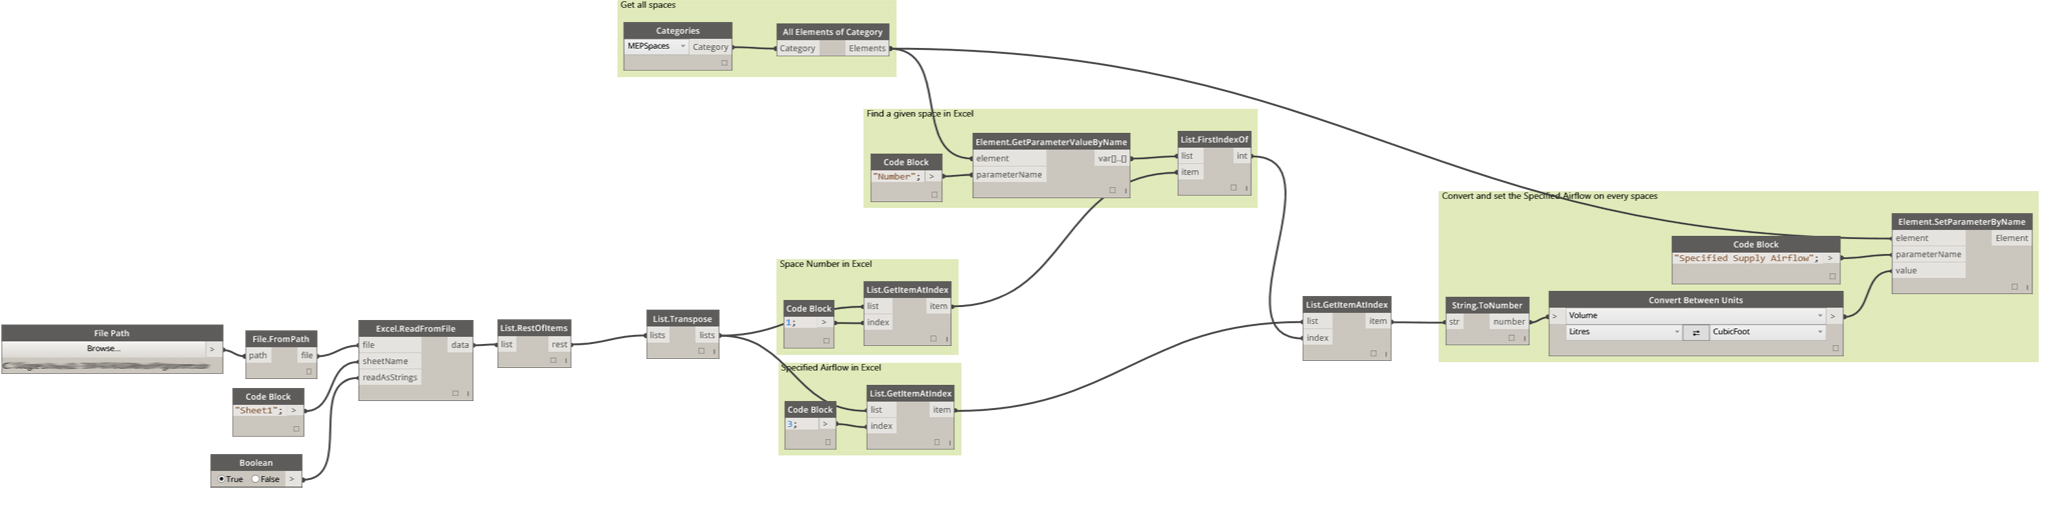 Get all spaces
Categories
MEPSpaces Category
All Elements of Category
Category Elements
Find a given space in Excel
Code Block
"Number"; >
Element.GetParameterValueByName
element var[]..[]
parameterName
List.FirstIndexOf
list int
item
Convert and set the Specified Airflow on every spaces
Code Block
"Specified Supply Airflow"; >
Element.SetParameterByName
element Element
parameterName
value
Space Number in Excel
Code Block
1; >
List.GetItemAtIndex
list item
index
File Path
Browse... >
File.FromPath
path file
Excel.ReadFromFile
file data
sheetName
readAsStrings
List.RestOfItems
list rest
List.Transpose
lists lists
List.GetItemAtIndex
list item
index
String.ToNumber
str number
Convert Between Units
> Volume >
Litres ⇄ CubicFoot
Code Block
"Sheet1"; >
Specified Airflow in Excel
Code Block
3; >
List.GetItemAtIndex
list item
index
Boolean
True False >